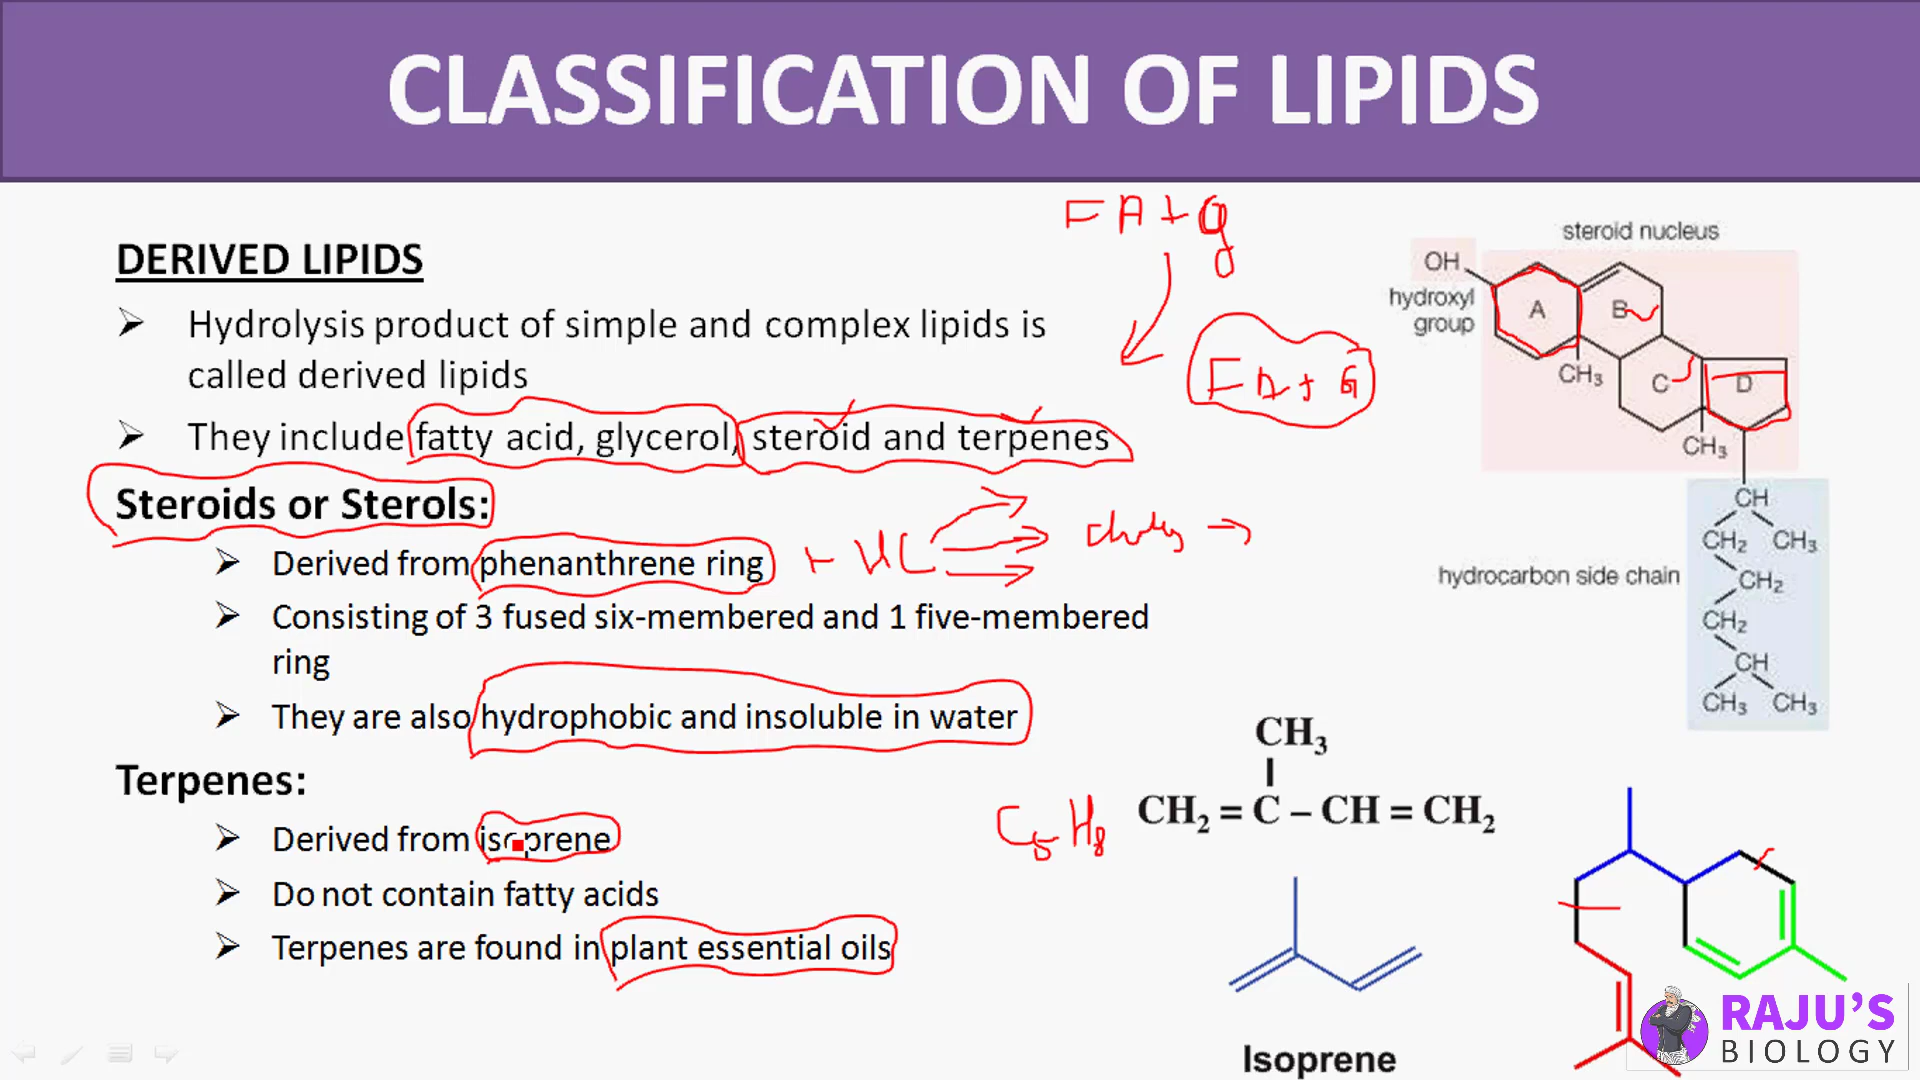 CLASSIFICATION OF LIPIDS
DERIVED LIPIDS
Hydrolysis product of simple and complex lipids is
called derived lipids
They include fatty acid, glycerol, steroid and terpenes
Steroids or Sterols:
Derived from phenanthrene ring
+ HC
Consisting of 3 fused six-membered and 1 five-membered
ring
They are also hydrophobic and insoluble in water
Terpenes:
Derived from isoprene
Do not contain fatty acids
Terpenes are found in plant essential oils
FA + G
steroid nucleus
OH
hydroxyl
group
A
B
C
D
CH3
CH3
CH
CH2 CH3
CH2
CH2
CH
CH3 CH3
hydrocarbon side chain
C5H8
CH3
CH2 = C – CH = CH2
Isoprene
RAJU'S
BIOLOGY